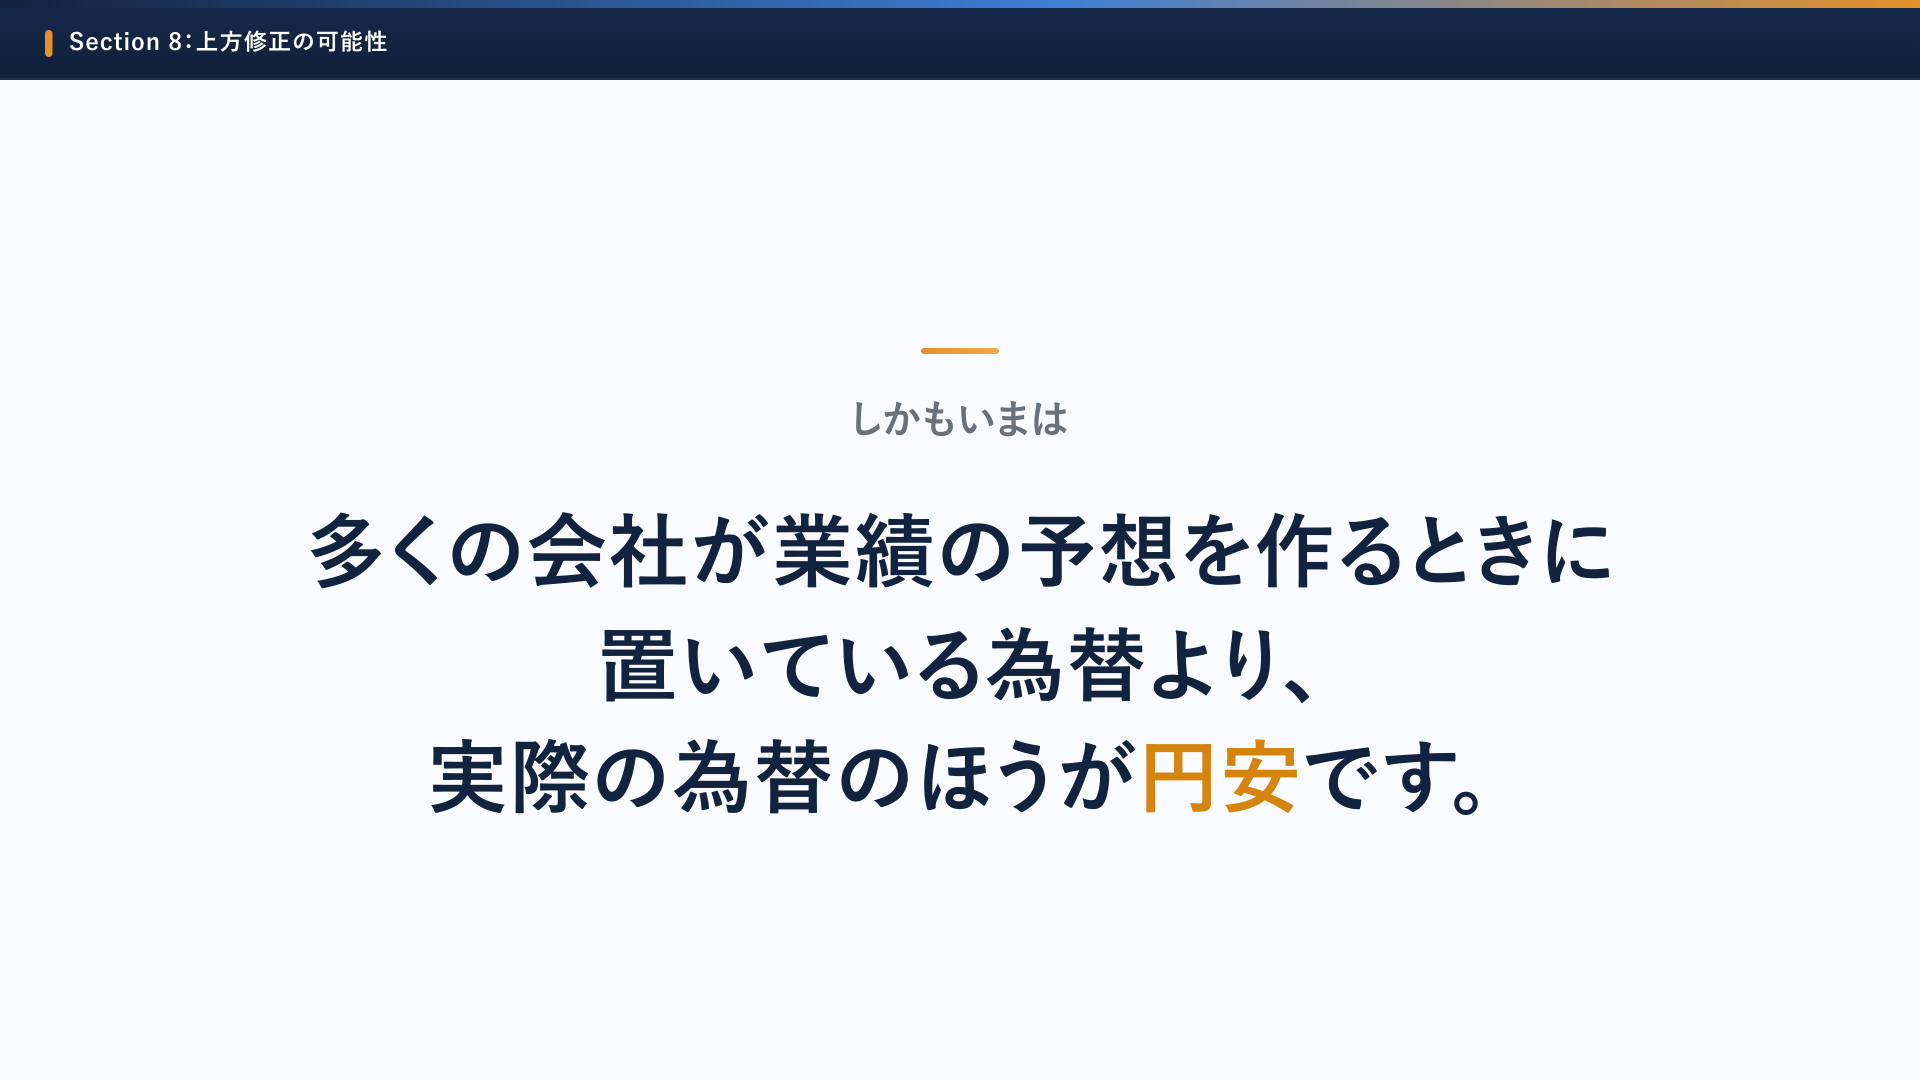 Section 8：上方修正の可能性
しかもいまは
多くの会社が業績の予想を作るときに
置いている為替より、
実際の為替のほうが円安です。